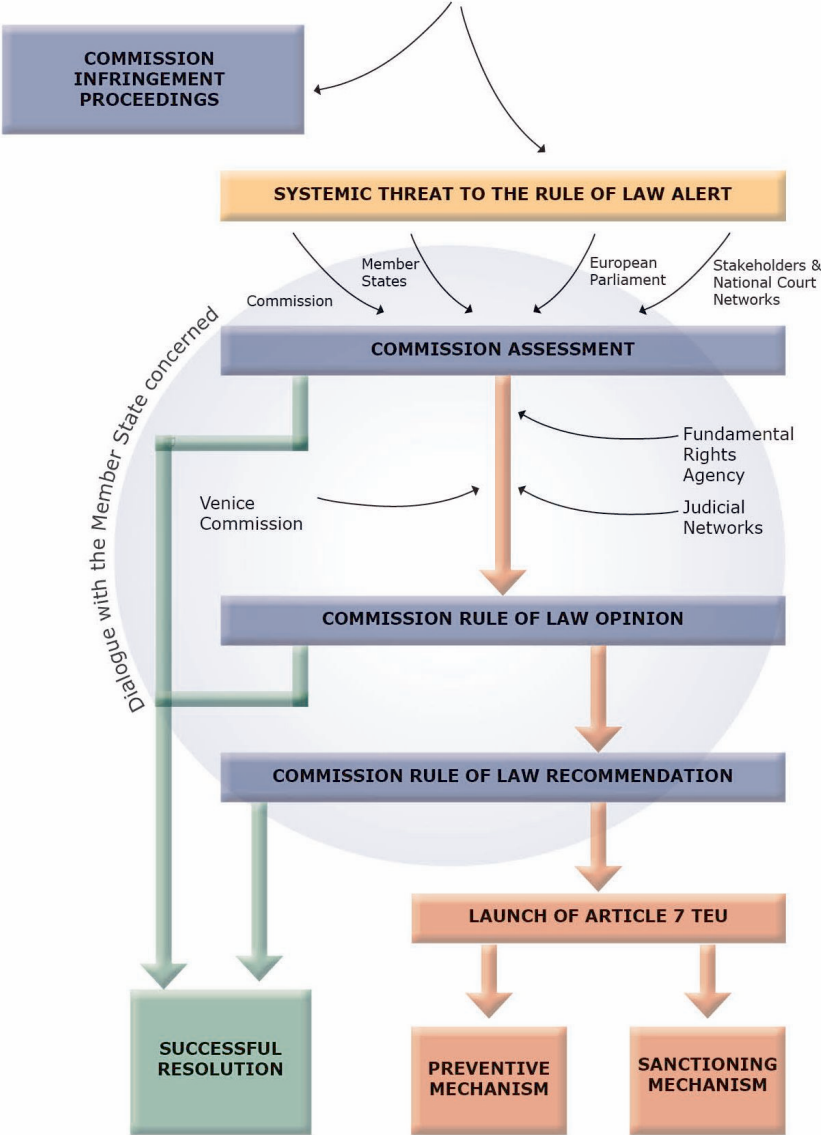 COMMISSION
INFRINGEMENT
PROCEEDINGS
SYSTEMIC THREAT TO THE RULE OF LAW ALERT
Commission
Member
States
European
Parliament
Stakeholders &
National Court
Networks
COMMISSION ASSESSMENT
Dialogue with the Member State concerned
Fundamental
Rights
Agency
Venice
Commission
Judicial
Networks
COMMISSION RULE OF LAW OPINION
COMMISSION RULE OF LAW RECOMMENDATION
LAUNCH OF ARTICLE 7 TEU
SUCCESSFUL
RESOLUTION
PREVENTIVE
MECHANISM
SANCTIONING
MECHANISM